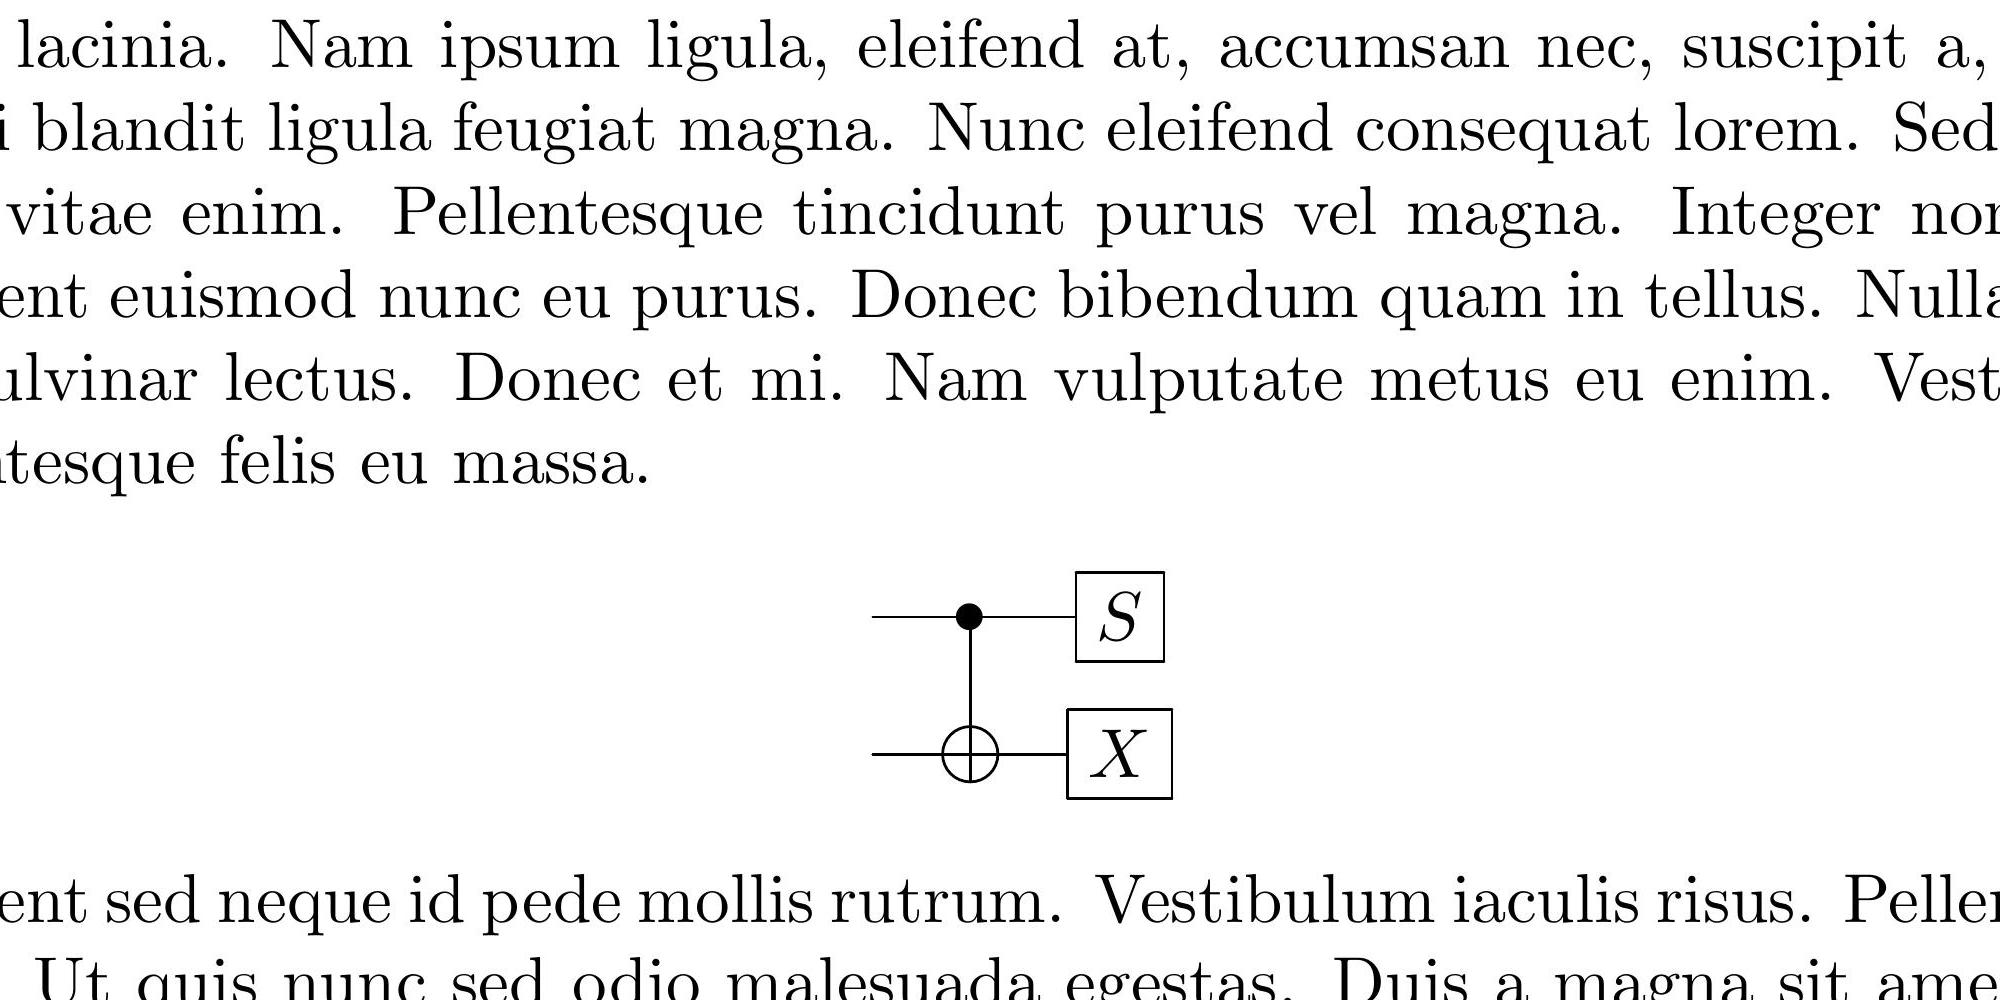 lacinia. Nam ipsum ligula, eleifend at, accumsan nec, suscipit a,
i blandit ligula feugiat magna. Nunc eleifend consequat lorem. Sed
vitae enim. Pellentesque tincidunt purus vel magna. Integer non
ent euismod nunc eu purus. Donec bibendum quam in tellus. Nulla
ulvinar lectus. Donec et mi. Nam vulputate metus eu enim. Vest
ntesque felis eu massa.
S
X
ent sed neque id pede mollis rutrum. Vestibulum iaculis risus. Pellen
Ut quis nunc sed odio malesuada egestas. Duis a magna sit ame